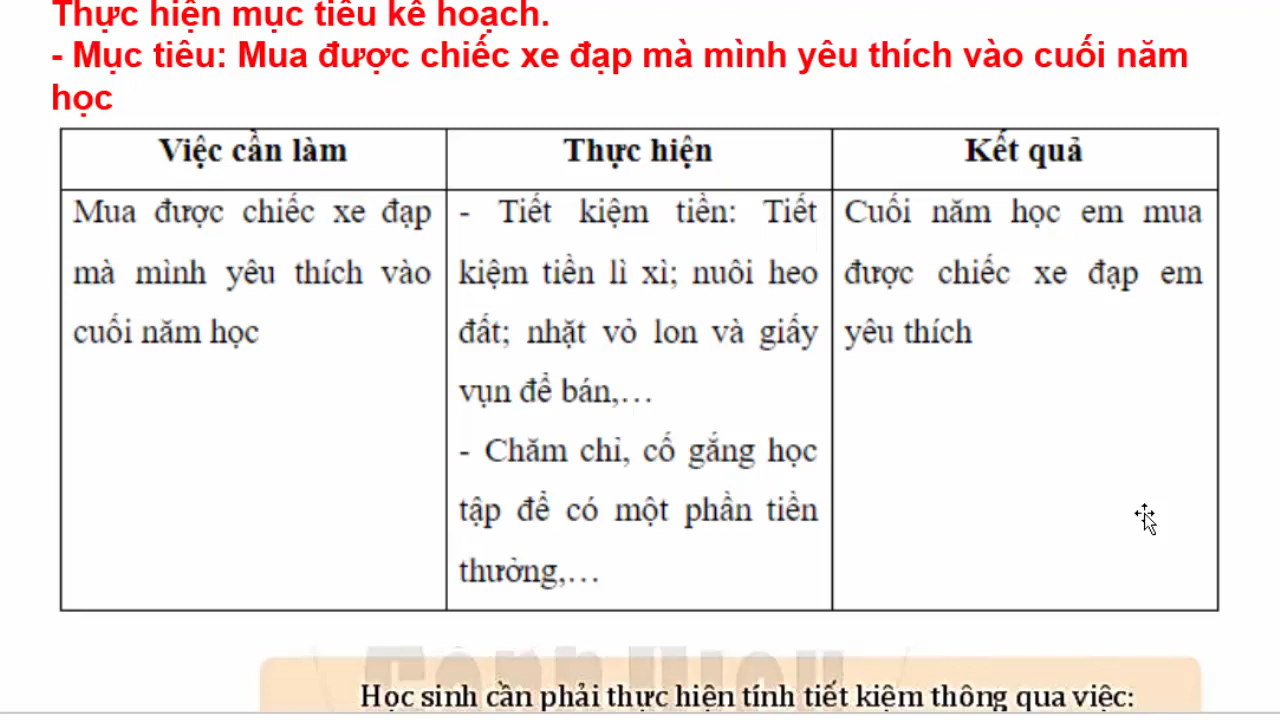 Thực hiện mục tiêu kế hoạch.
- Mục tiêu: Mua được chiếc xe đạp mà mình yêu thích vào cuối năm
học
Việc cần làm
Thực hiện
Kết quả
Mua được chiếc xe đạp
mà mình yêu thích vào
cuối năm học
- Tiết kiệm tiền: Tiết
kiệm tiền lì xì; nuôi heo
đất; nhặt vỏ lon và giấy
vụn để bán,…
- Chăm chỉ, cố gắng học
tập để có một phần tiền
thưởng,…
Cuối năm học em mua
được chiếc xe đạp em
yêu thích
Học sinh cần phải thực hiện tính tiết kiệm thông qua việc: